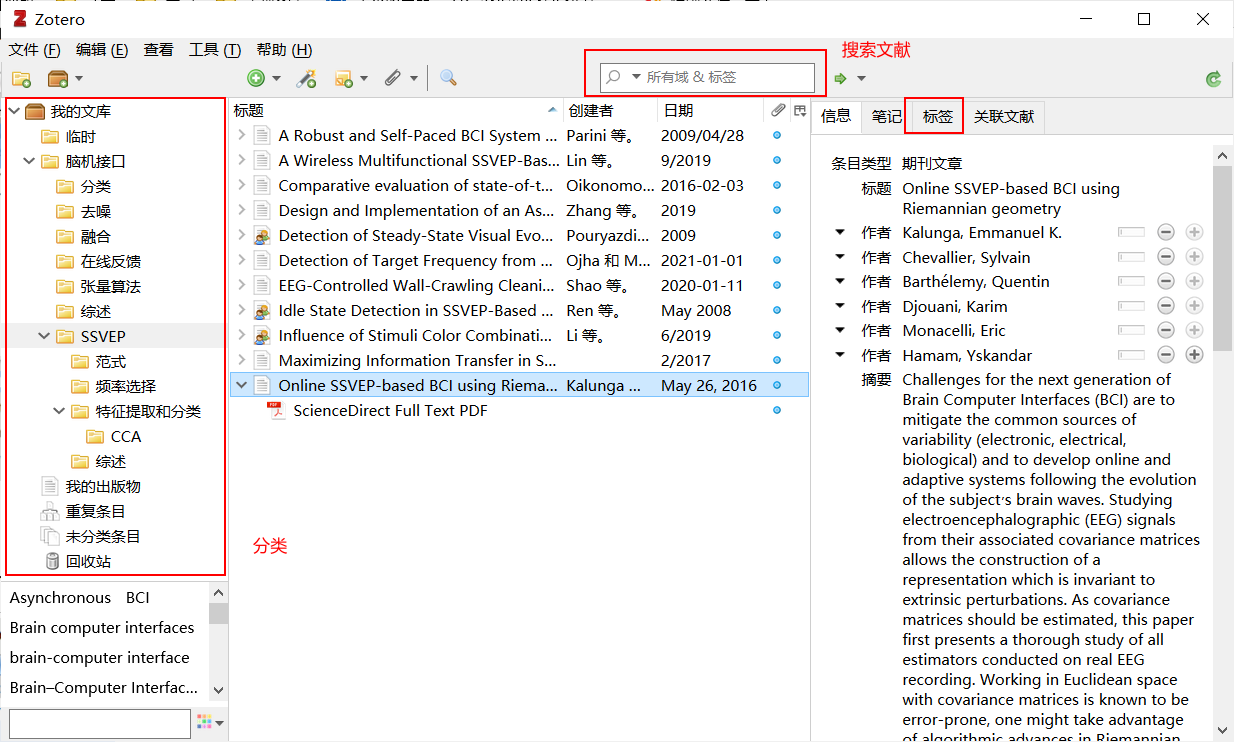 Zotero
文件 (F) 编辑 (E) 查看 工具 (T) 帮助 (H)
搜索文献
所有域 & 标签
我的文库
临时
脑机接口
分类
去噪
融合
在线反馈
张量算法
综述
SSVEP
范式
频率选择
特征提取和分类
CCA
综述
我的出版物
重复条目
未分类条目
回收站
Asynchronous BCI
Brain computer interfaces
brain-computer interface
Brain–Computer Interfac...
标题 创建者 日期
A Robust and Self-Paced BCI System ... Parini 等。 2009/04/28
A Wireless Multifunctional SSVEP-Bas... Lin 等。 9/2019
Comparative evaluation of state-of-t... Oikonomo... 2016-02-03
Design and Implementation of an As... Zhang 等。 2019
Detection of Steady-State Visual Evo... Pouryazdi... 2009
Detection of Target Frequency from ... Ojha 和 M... 2021-01-01
EEG-Controlled Wall-Crawling Cleani... Shao 等。 2020-01-11
Idle State Detection in SSVEP-Based ... Ren 等。 May 2008
Influence of Stimuli Color Combinati... Li 等。 6/2019
Maximizing Information Transfer in S... 2/2017
Online SSVEP-based BCI using Riema... Kalunga ... May 26, 2016
ScienceDirect Full Text PDF
分类
信息 笔记 标签 关联文献
条目类型 期刊文章
标题 Online SSVEP-based BCI using
Riemannian geometry
作者 Kalunga, Emmanuel K.
作者 Chevallier, Sylvain
作者 Barthélemy, Quentin
作者 Djouani, Karim
作者 Monacelli, Eric
作者 Hamam, Yskandar
摘要 Challenges for the next generation of
Brain Computer Interfaces (BCI) are to
mitigate the common sources of
variability (electronic, electrical,
biological) and to develop online and
adaptive systems following the evolution
of the subject׳s brain waves. Studying
electroencephalographic (EEG) signals
from their associated covariance matrices
allows the construction of a
representation which is invariant to
extrinsic perturbations. As covariance
matrices should be estimated, this paper
first presents a thorough study of all
estimators conducted on real EEG
recording. Working in Euclidean space
with covariance matrices is known to be
error-prone, one might take advantage
of algorithmic advances in Riemannian